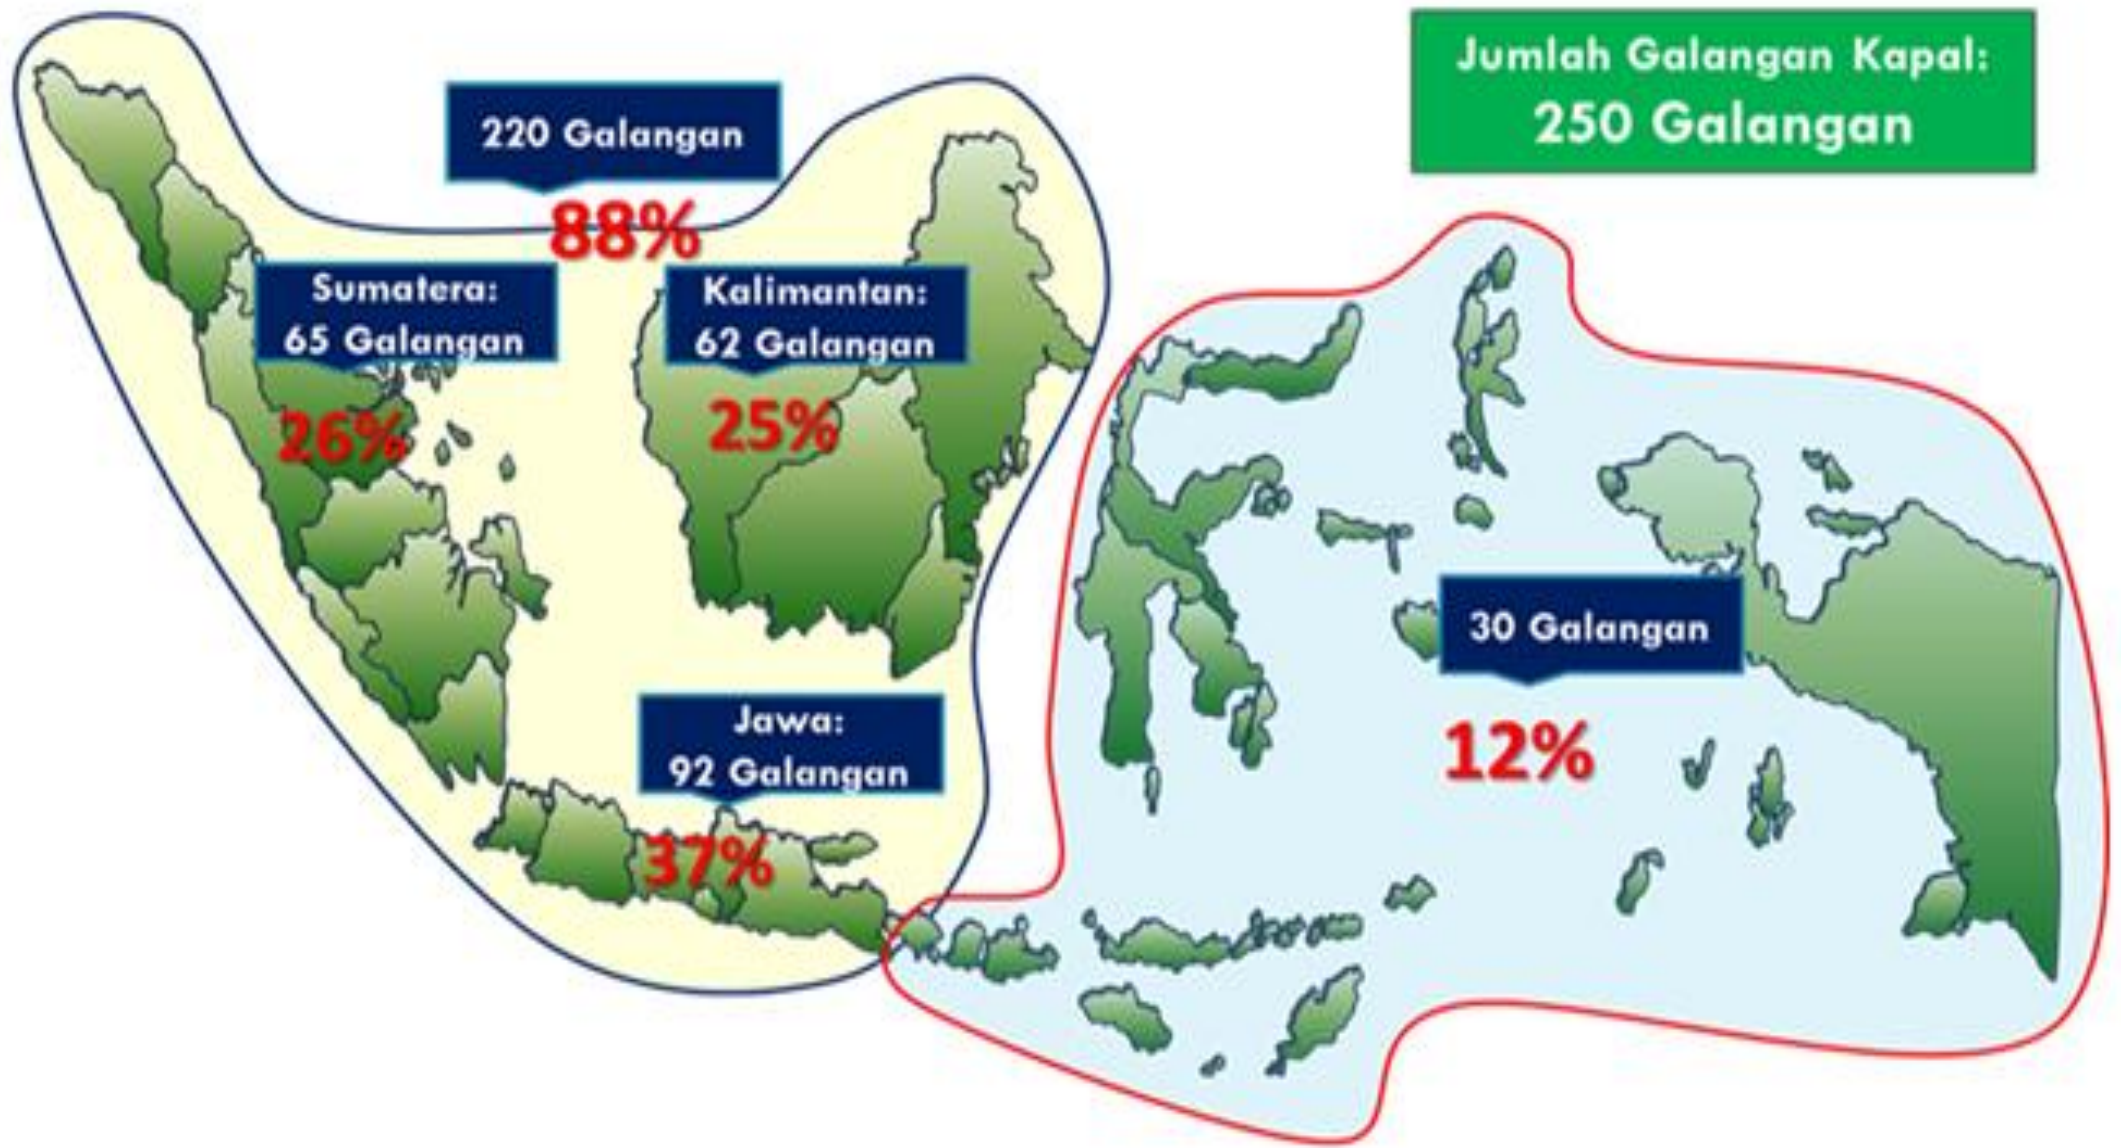 Jumlah Galangan Kapal:
250 Galangan
220 Galangan
88%
Sumatera:
65 Galangan
26%
Kalimantan:
62 Galangan
25%
Jawa:
92 Galangan
37%
30 Galangan
12%